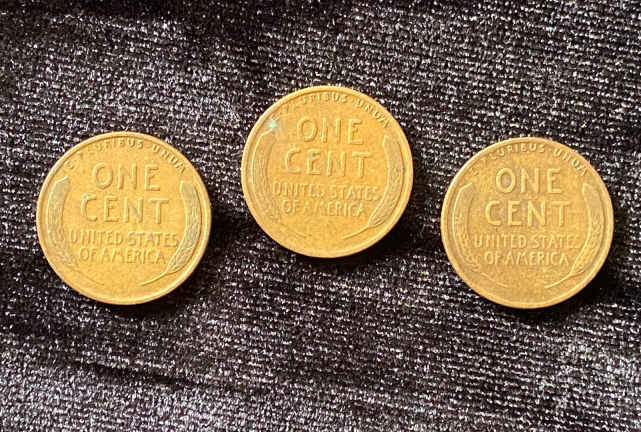 E PLURIBUS UNUM
ONE
CENT
UNITED STATES
OF AMERICA
E PLURIBUS UNUM
ONE
CENT
UNITED STATES
OF AMERICA
E PLURIBUS UNUM
ONE
CENT
UNITED STATES
OF AMERICA